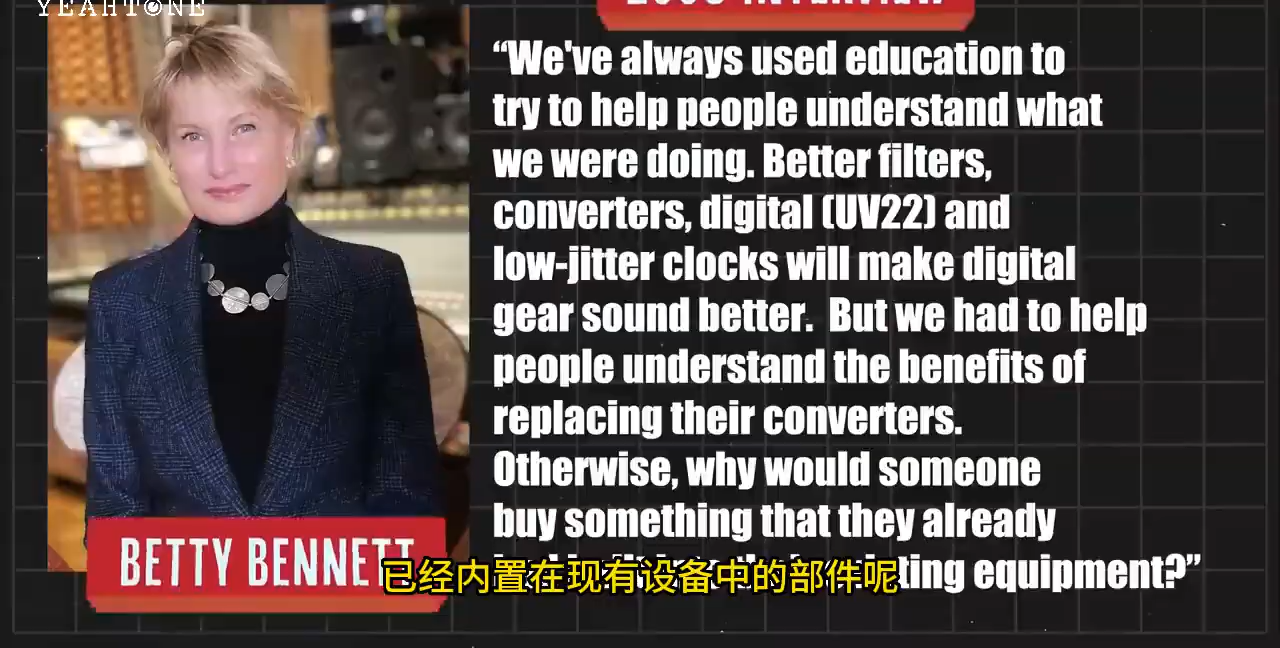 YEAHTONE
INTERVIEW
“We've always used education to
try to help people understand what
we were doing. Better filters,
converters, digital (UV22) and
low-jitter clocks will make digital
gear sound better. But we had to help
people understand the benefits of
replacing their converters.
Otherwise, why would someone
buy something that they already
equipment?”
BETTY BENNETT
已经内置在现有设备中的部件呢